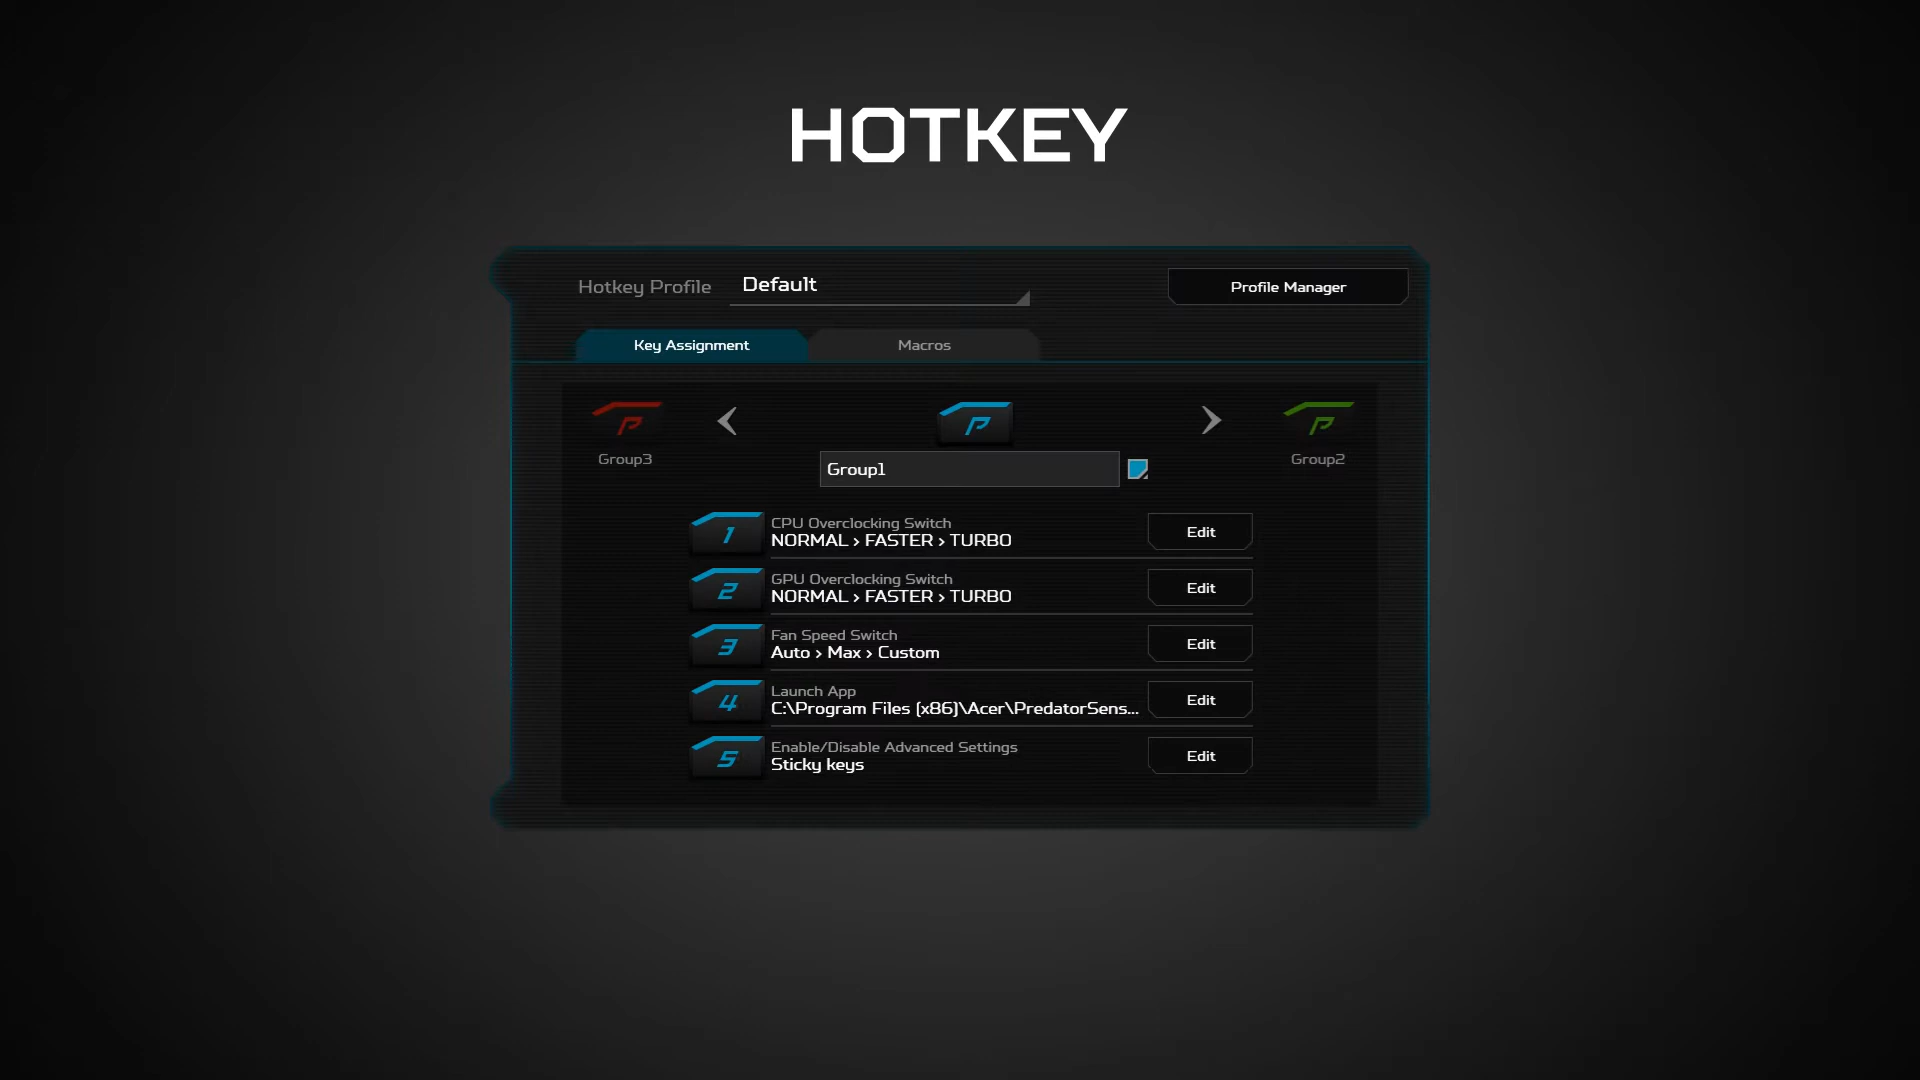 HOTKEY
Hotkey Profile Default Profile Manager
Key Assignment Macros
Group3 Group1 Group2
1 CPU Overclocking Switch
NORMAL > FASTER > TURBO Edit
2 GPU Overclocking Switch
NORMAL > FASTER > TURBO Edit
3 Fan Speed Switch
Auto > Max > Custom Edit
4 Launch App
C:\Program Files (x86)\Acer\PredatorSens... Edit
5 Enable/Disable Advanced Settings
Sticky keys Edit